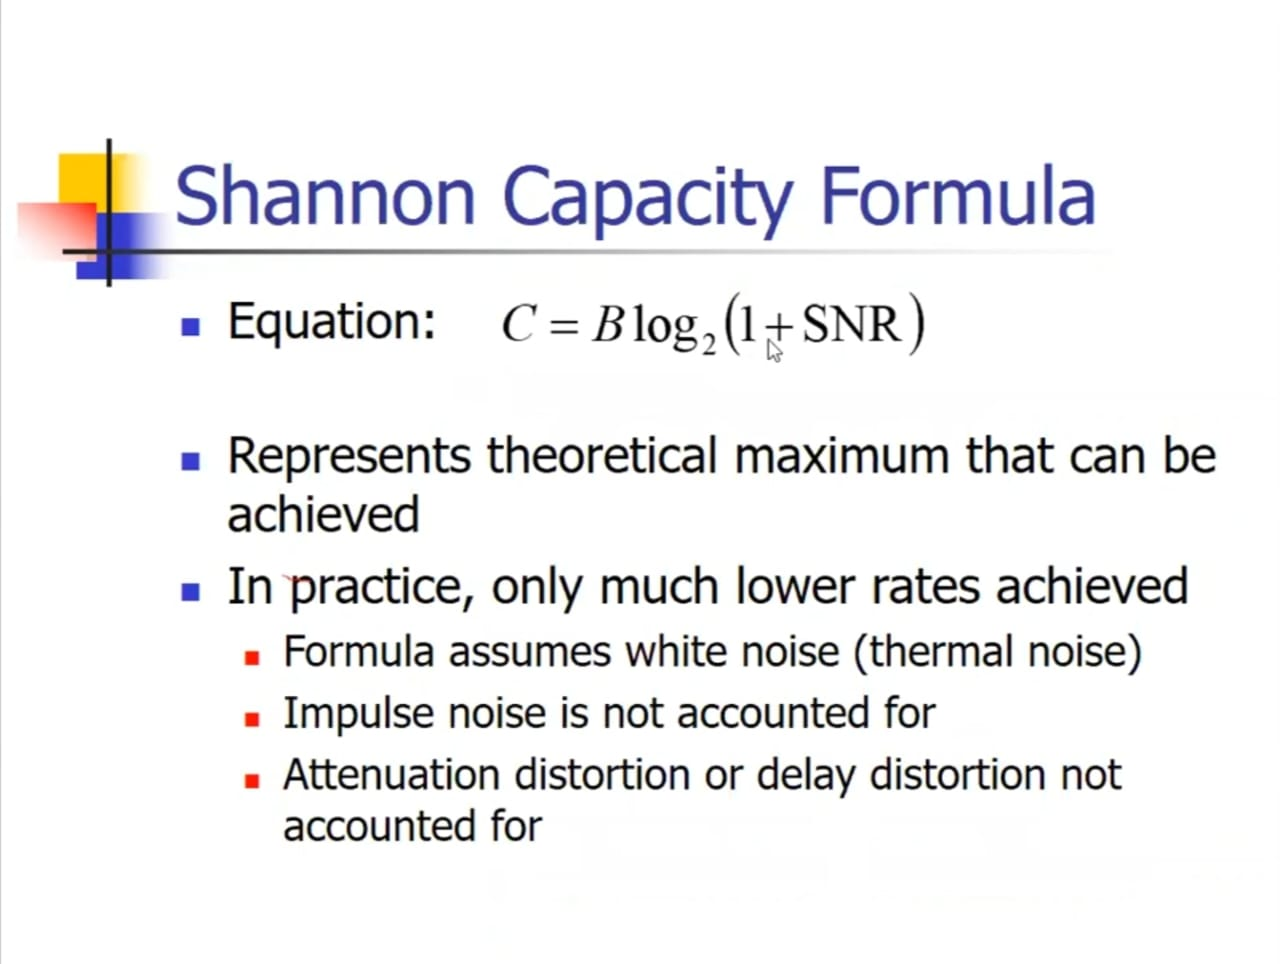 Shannon Capacity Formula
Equation: C = B log₂(1+SNR)
Represents theoretical maximum that can be
achieved
In practice, only much lower rates achieved
Formula assumes white noise (thermal noise)
Impulse noise is not accounted for
Attenuation distortion or delay distortion not
accounted for